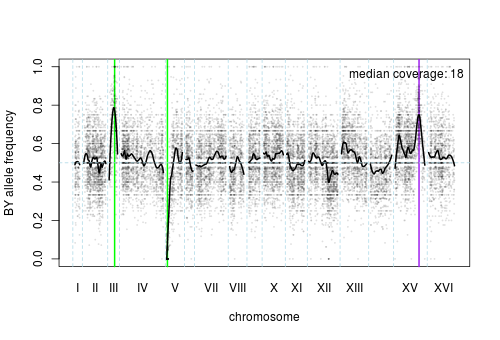 median coverage: 18
BY allele frequency
1.0
0.8
0.6
0.4
0.2
0.0
I II III IV V VII VIII X XI XII XIII XV XVI
chromosome